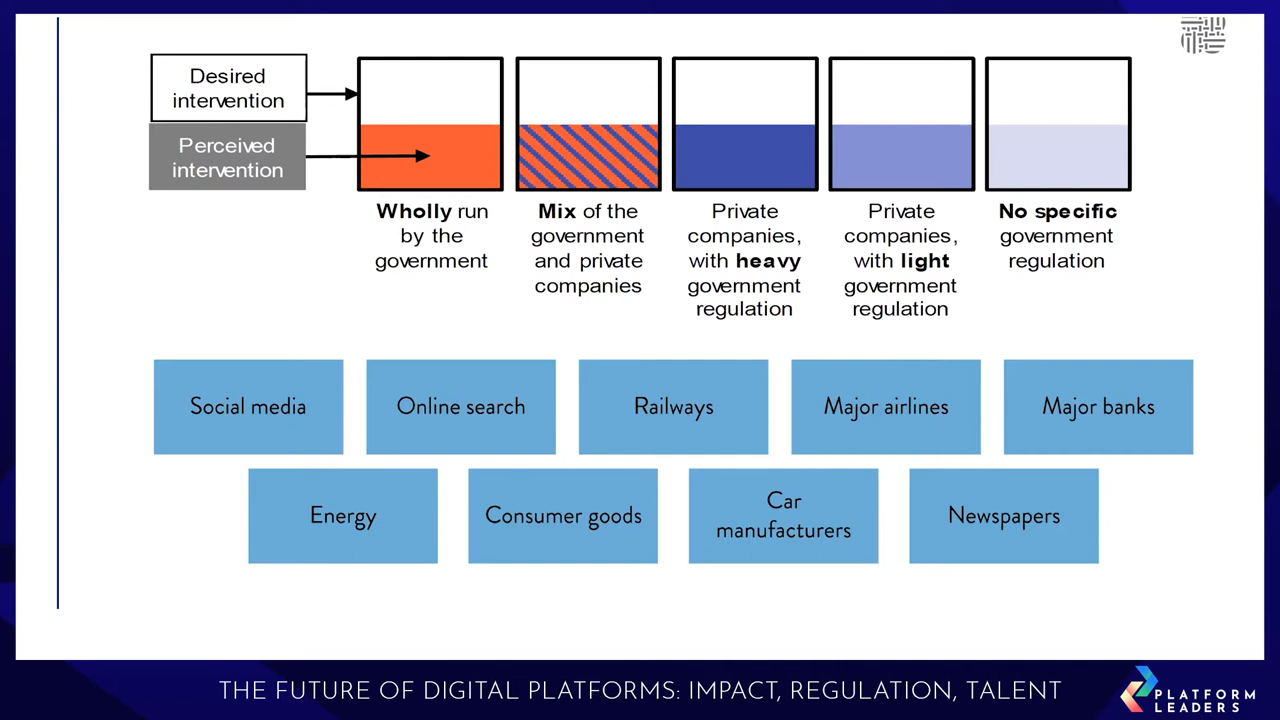 Desired
intervention
Perceived
intervention
Wholly run
by the
government
Mix of the
government
and private
companies
Private
companies,
with heavy
government
regulation
Private
companies,
with light
government
regulation
No specific
government
regulation
Social media
Online search
Railways
Major airlines
Major banks
Energy
Consumer goods
Car
manufacturers
Newspapers
THE FUTURE OF DIGITAL PLATFORMS: IMPACT, REGULATION, TALENT
PLATFORM
LEADERS